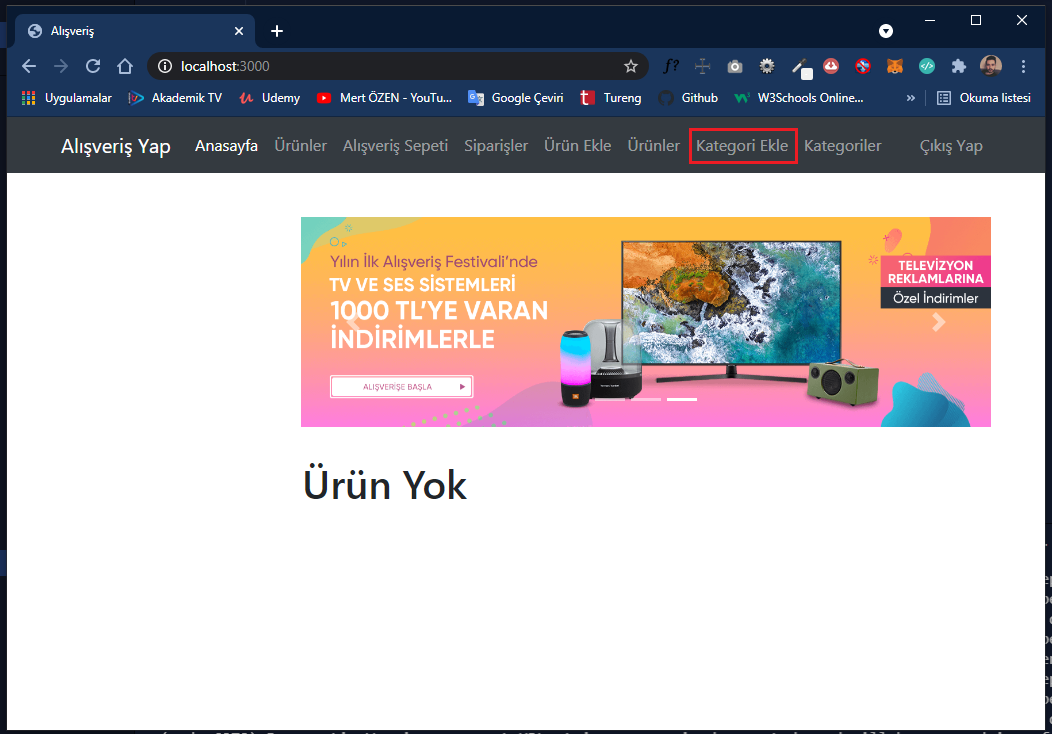 Alışveriş
localhost:3000
f?
Uygulamalar Akademik TV Udemy Mert ÖZEN - YouTu... Google Çeviri Tureng Github W3Schools Online... » Okuma listesi
Alışveriş Yap Anasayfa Ürünler Alışveriş Sepeti Siparişler Ürün Ekle Ürünler Kategori Ekle Kategoriler Çıkış Yap
Yılın İlk Alışveriş Festivali'nde
TV VE SES SİSTEMLERİ
1000 TL'YE VARAN
İNDİRİMLERLE
ALIŞVERİŞE BAŞLA
TELEVİZYON
REKLAMLARINA
Özel İndirimler
JBL
Ürün Yok